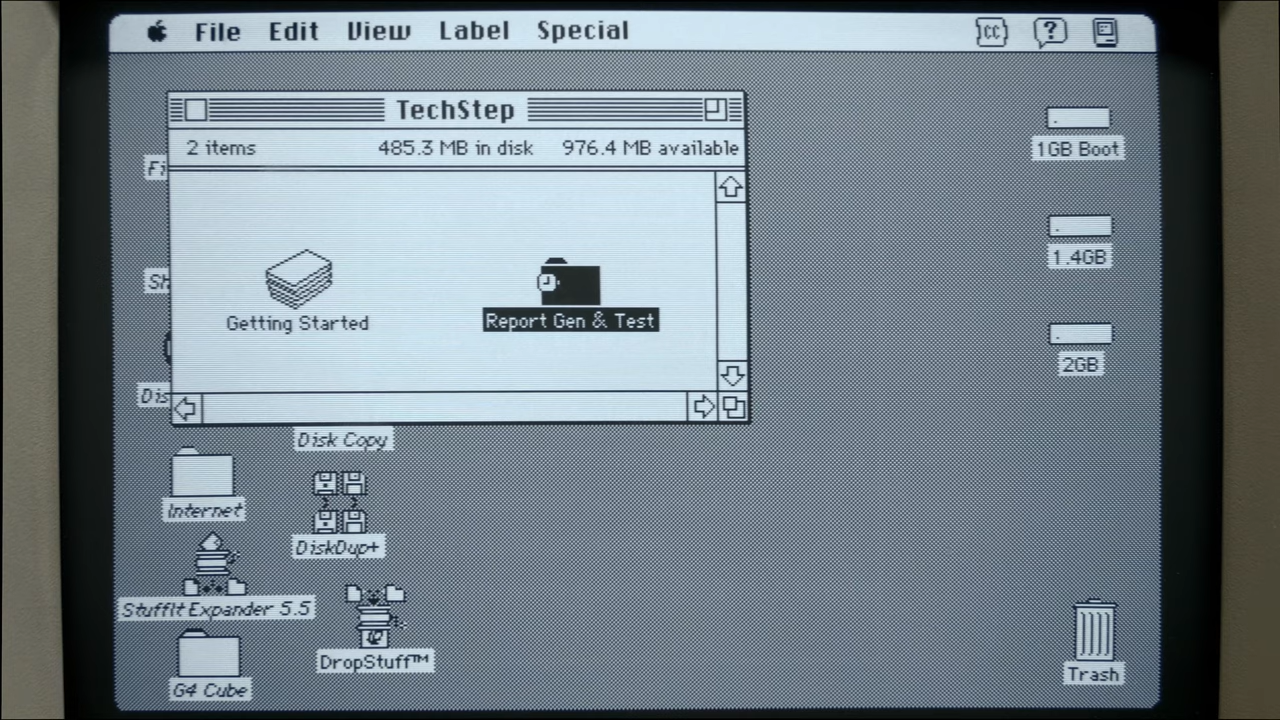 File Edit View Label Special CC ?
TechStep
2 items 485.3 MB in disk 976.4 MB available
Getting Started
Report Gen & Test
Disk Copy
Internet
DiskDup+
StuffIt Expander 5.5
DropStuff™
G4 Cube
1GB Boot
1.4GB
2GB
Trash